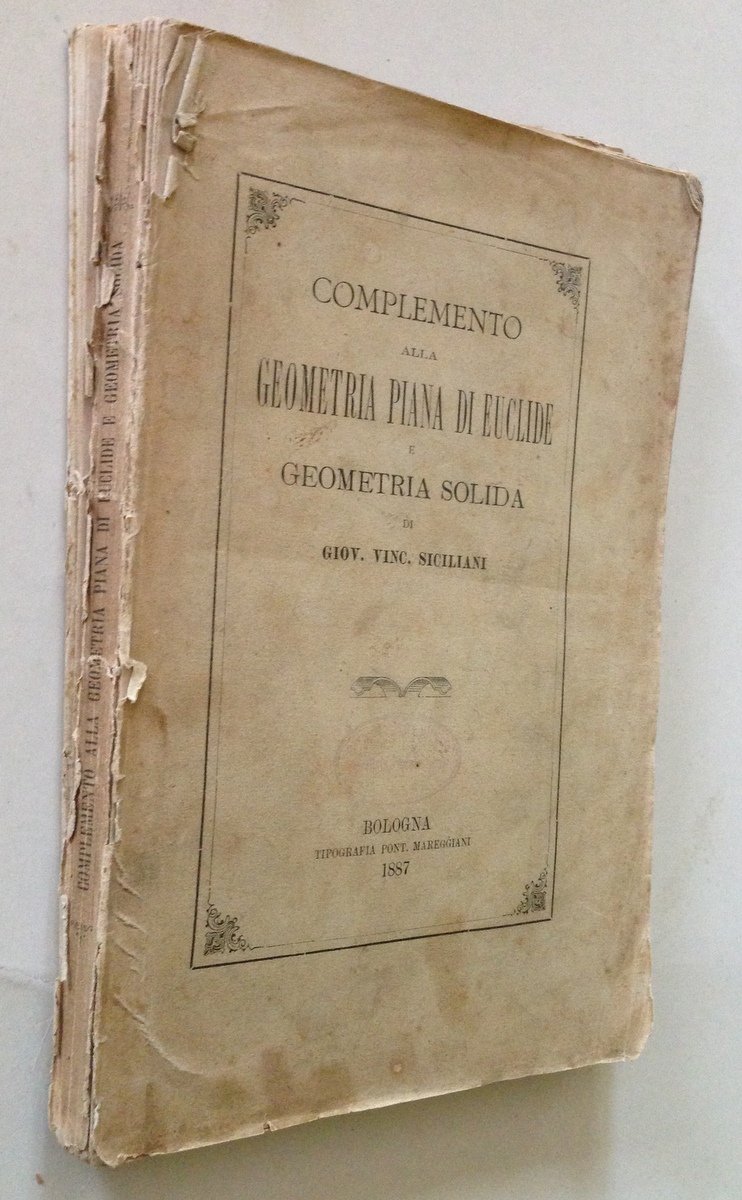 COMPLEMENTO
ALLA
GEOMETRIA PIANA DI EUCLIDE
E
GEOMETRIA SOLIDA
DI
GIOV. VINC. SICILIANI
BOLOGNA
TIPOGRAFIA PONT. MAREGGIANI
1887
COMPLEMENTO ALLA GEOMETRIA PIANA DI EUCLIDE E GEOMETRIA SOLIDA